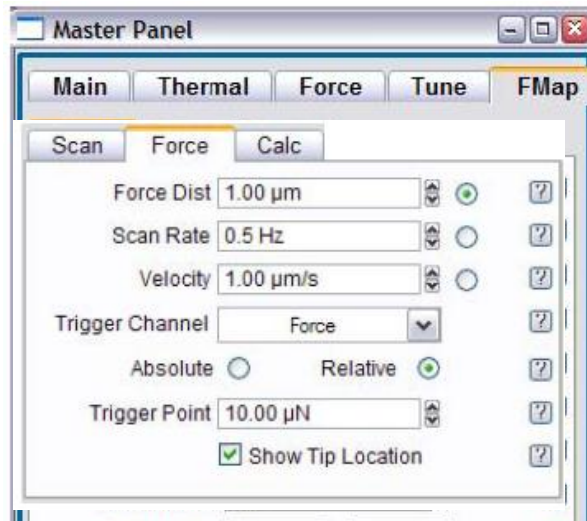 Master Panel
Main Thermal Force Tune FMap
Scan Force Calc
Force Dist 1.00 µm ?
Scan Rate 0.5 Hz ?
Velocity 1.00 µm/s ?
Trigger Channel Force ?
Absolute Relative ?
Trigger Point 10.00 µN ?
Show Tip Location ?